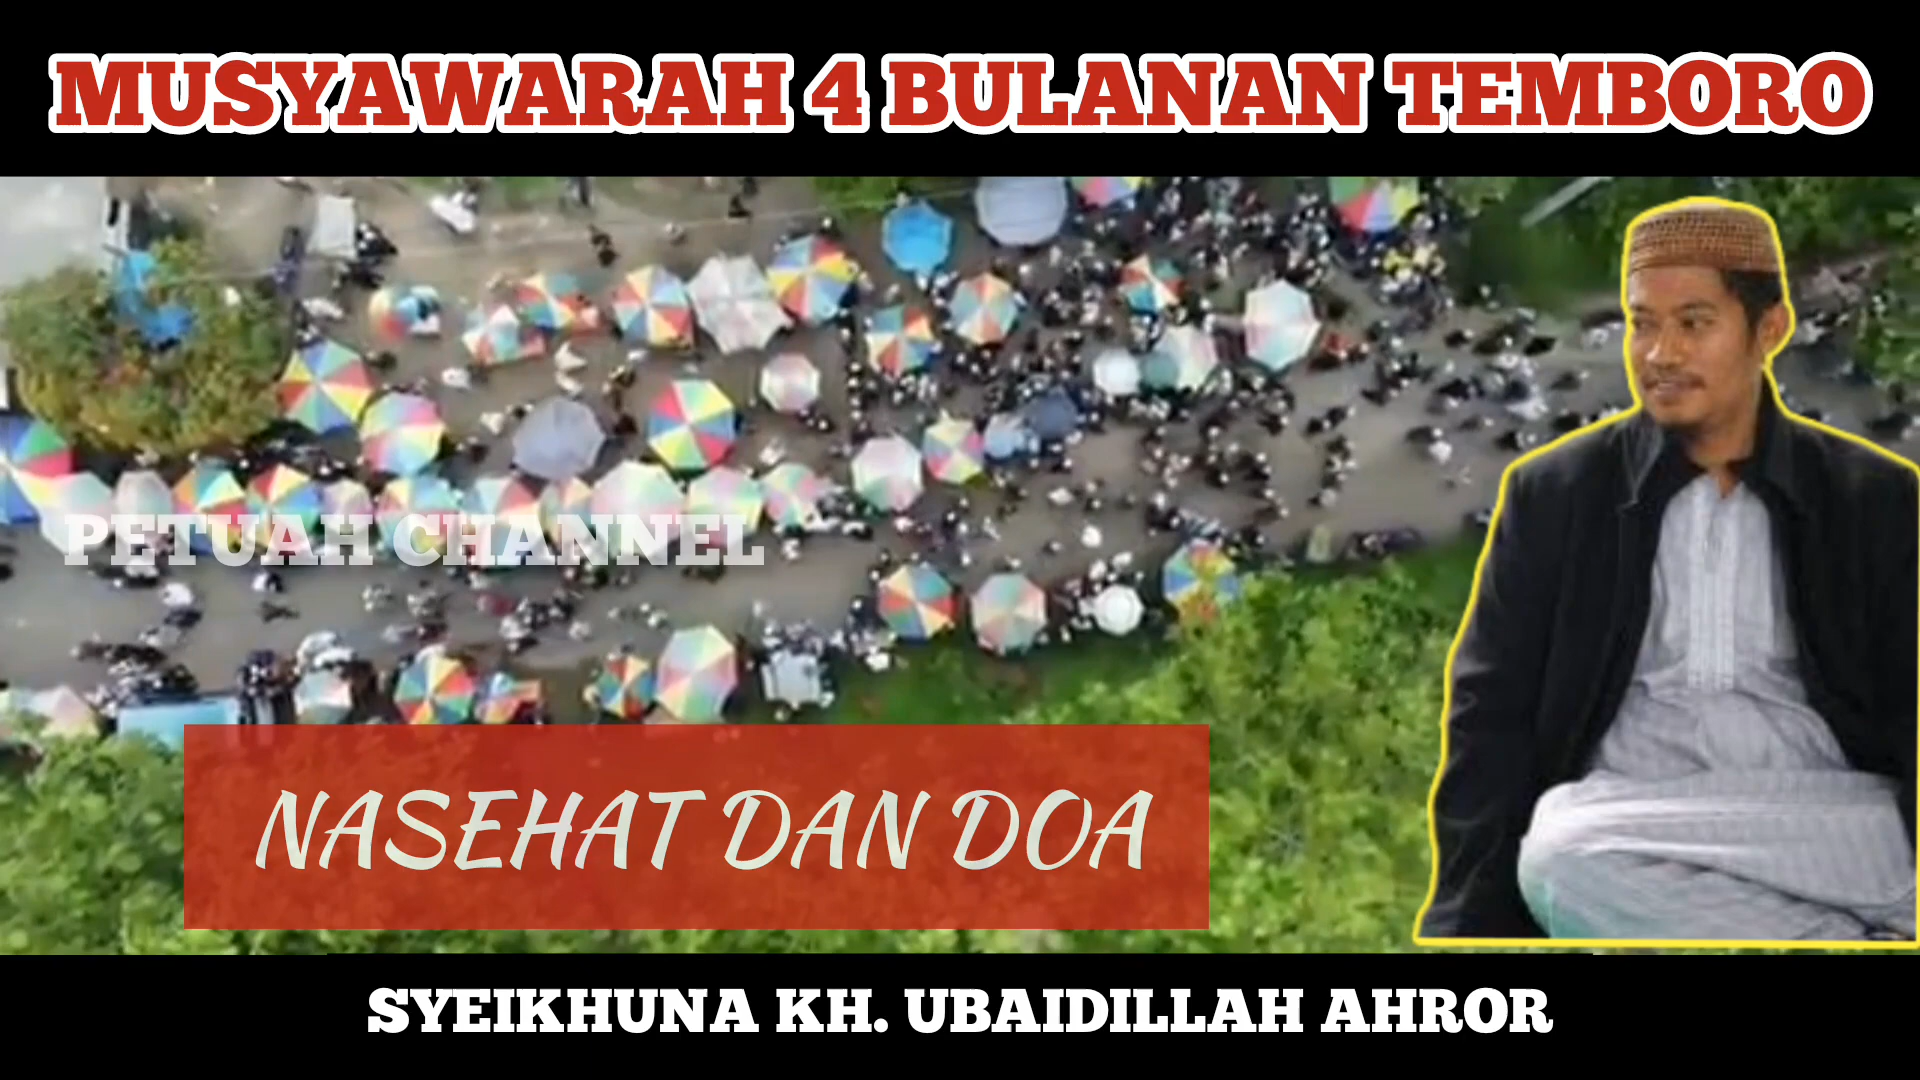 MUSYAWARAH 4 BULANAN TEMBORO
PETUAH CHANNEL
NASEHAT DAN DOA
SYEIKHUNA KH. UBAIDILLAH AHROR